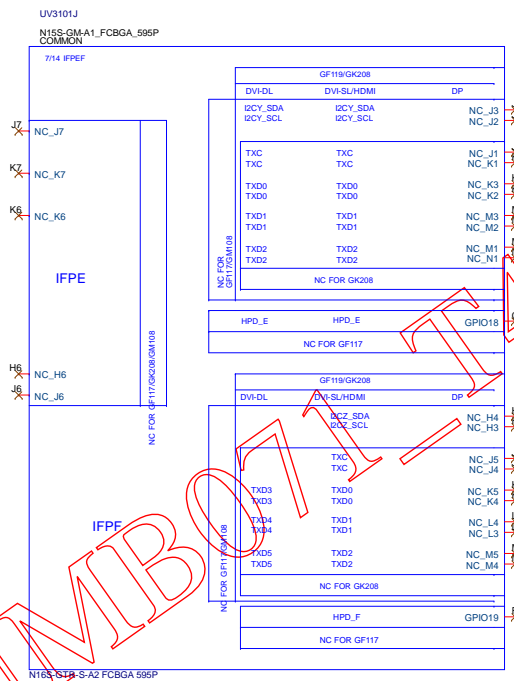 UV3101J
N15S-GM-A1_FCBGA_595P
COMMON
7/14 IFPEF
GF119/GK208
DVI-DL DVI-SL/HDMI DP
I2CY_SDA I2CY_SDA NC_J3
I2CY_SCL I2CY_SCL NC_J2
J7 NC_J7
TXC TXC NC_J1
TXC TXC NC_K1
K7 NC_K7
TXD0 TXD0 NC_K3
TXD0 TXD0 NC_K2
K6 NC_K6
TXD1 TXD1 NC_M3
TXD1 TXD1 NC_M2
TXD2 TXD2 NC_M1
TXD2 TXD2 NC_N1
NC FOR
GF117/GM108
IFPE
NC FOR GK208
HPD_E HPD_E GPIO18
NC FOR GF117
NC FOR GF117/GK208/GM108
H6 NC_H6
J6 NC_J6
GF119/GK208
DVI-DL DVI-SL/HDMI DP
I2CZ_SDA NC_H4
I2CZ_SCL NC_H3
TXC NC_J5
TXC NC_J4
TXD3 TXD0 NC_K5
TXD3 TXD0 NC_K4
TXD4 TXD1 NC_L4
TXD4 TXD1 NC_L3
IFPF
TXD5 TXD2 NC_M5
TXD5 TXD2 NC_M4
NC FOR GF117/GM108
NC FOR GK208
HPD_F GPIO19
NC FOR GF117
N16S-GTR-S-A2 FCBGA 595P